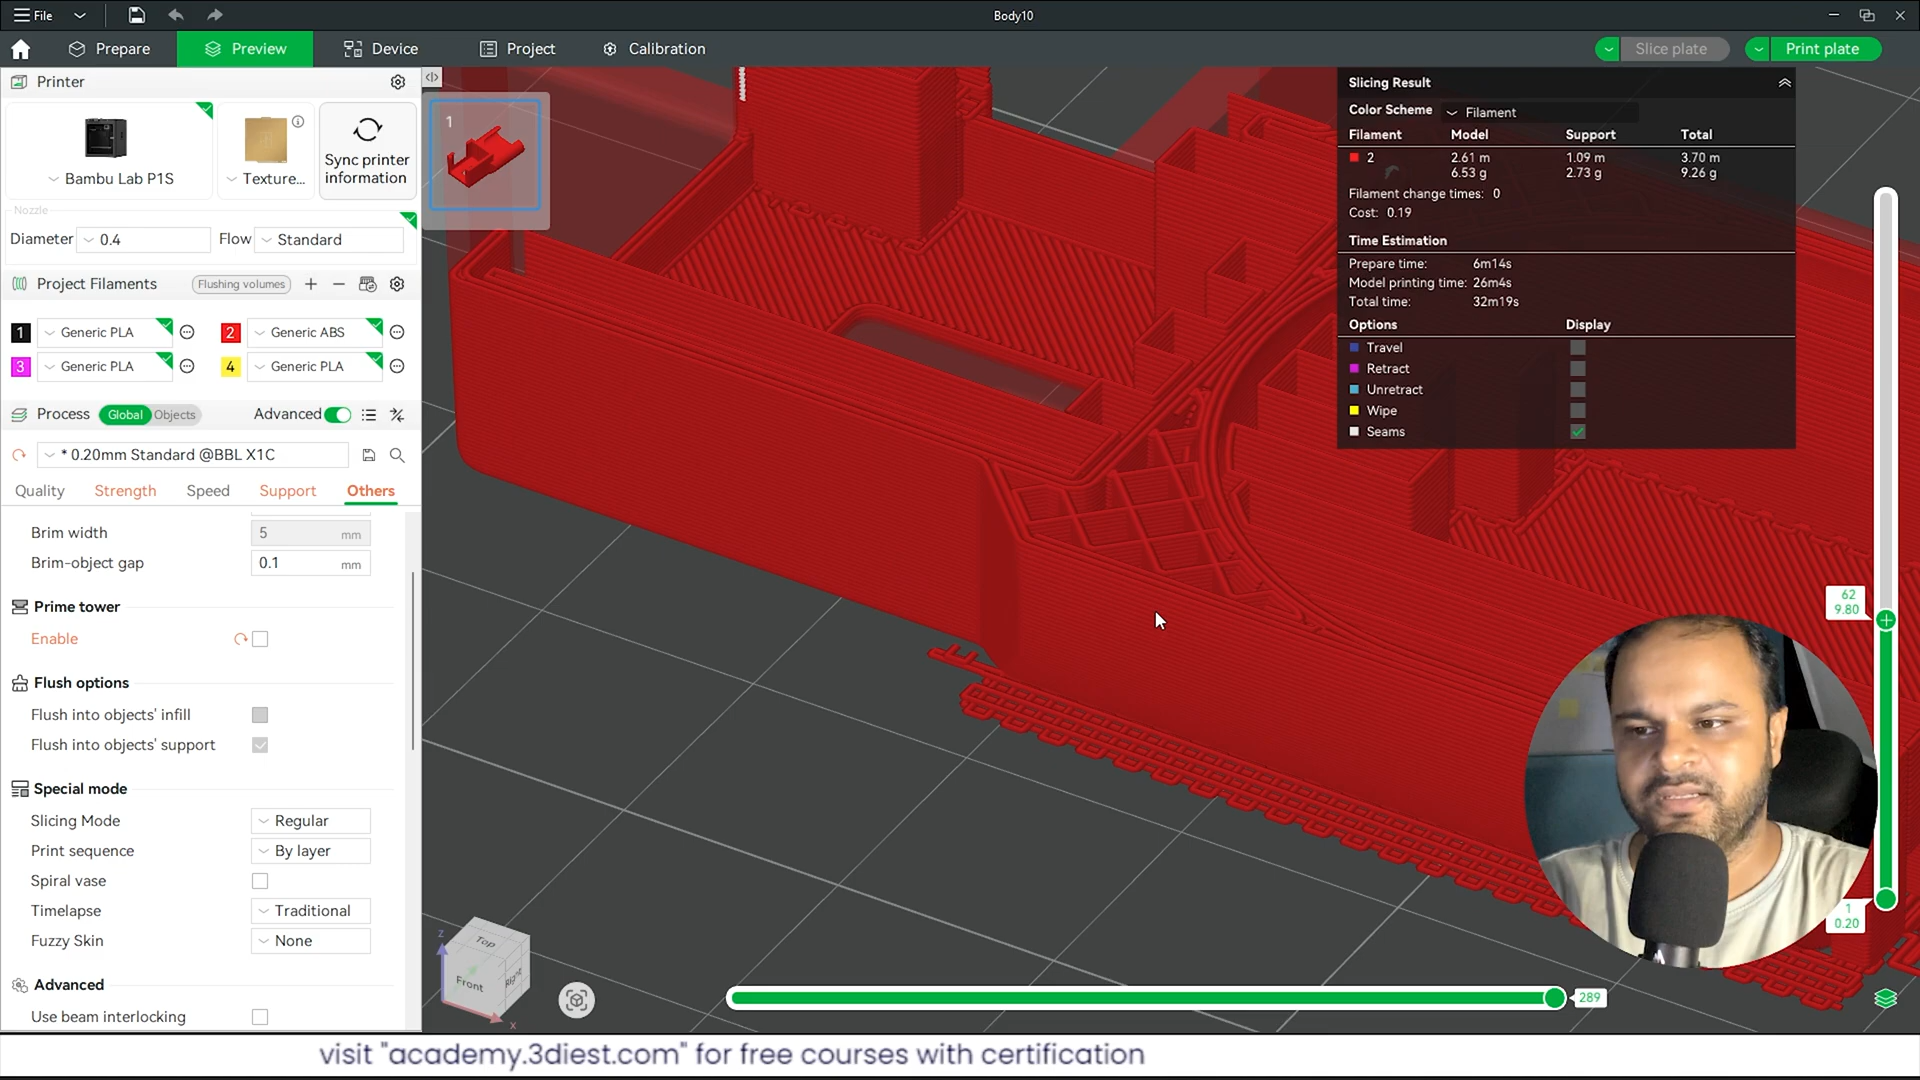 File
Body10
Prepare
Preview
Device
Project
Calibration
Slice plate
Print plate
Printer
Bambu Lab P1S
Texture...
Sync printer
information
Nozzle
Diameter
0.4
Flow
Standard
Project Filaments
Flushing volumes
1
Generic PLA
2
Generic ABS
3
Generic PLA
4
Generic PLA
Process
Global
Objects
Advanced
* 0.20mm Standard @BBL X1C
Quality
Strength
Speed
Support
Others
Brim width
5
mm
Brim-object gap
0.1
mm
Prime tower
Enable
Flush options
Flush into objects' infill
Flush into objects' support
Special mode
Slicing Mode
Regular
Print sequence
By layer
Spiral vase
Timelapse
Traditional
Fuzzy Skin
None
Advanced
Use beam interlocking
1
Slicing Result
Color Scheme
Filament
Filament Model Support Total
2 2.61 m 1.09 m 3.70 m
6.53 g 2.73 g 9.26 g
Filament change times: 0
Cost: 0.19
Time Estimation
Prepare time: 6m14s
Model printing time: 26m4s
Total time: 32m19s
Options Display
Travel
Retract
Unretract
Wipe
Seams
62
9.80
1
0.20
289
Top
Front
Right
z
x
visit "academy.3diest.com" for free courses with certification